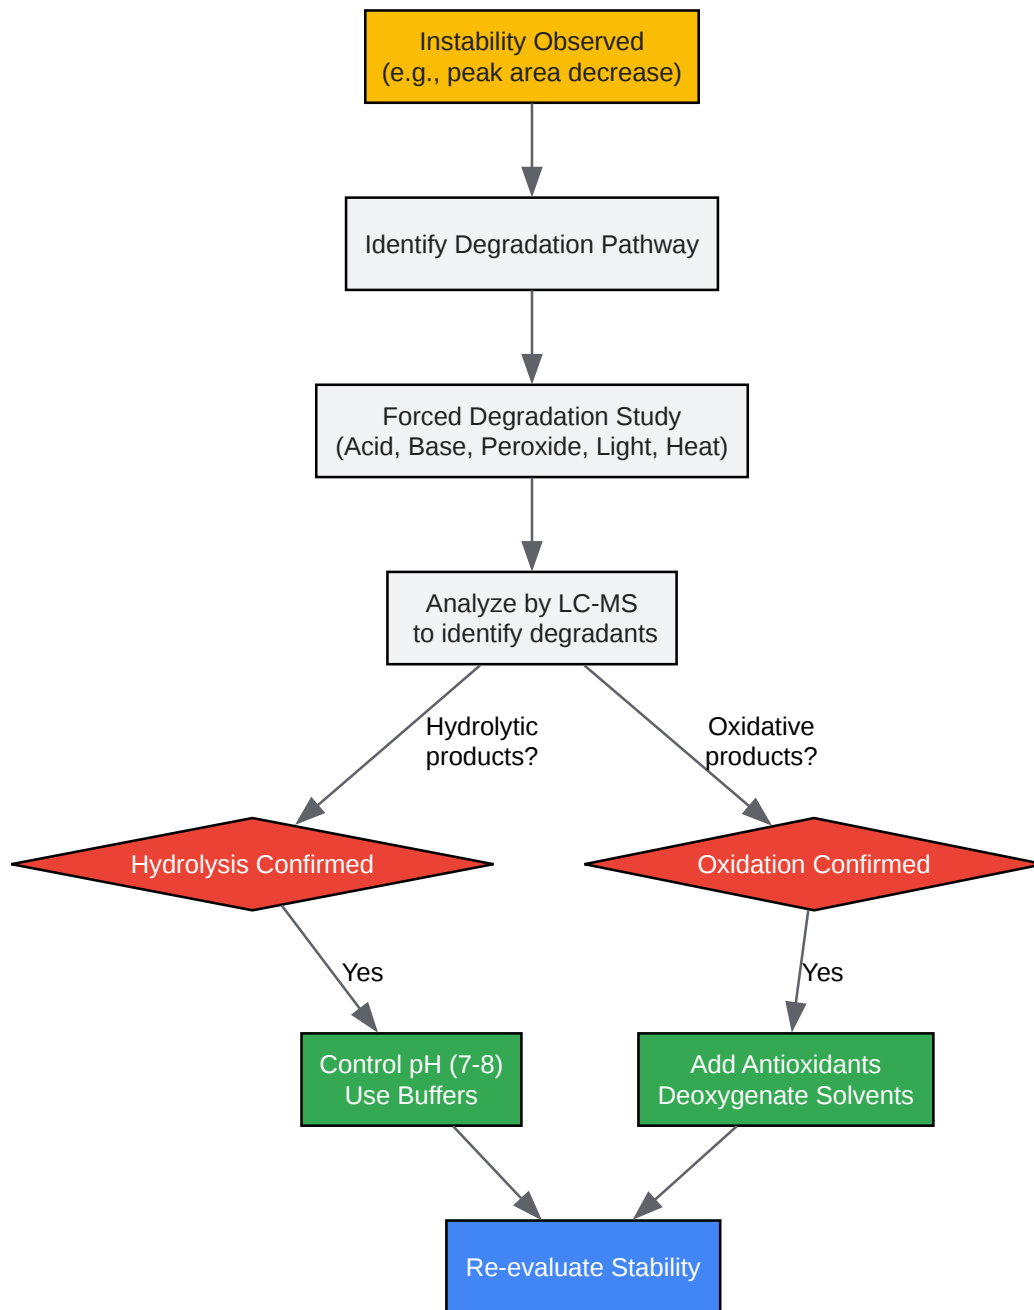 Instability Observed
(e.g., peak area decrease)
Identify Degradation Pathway
Forced Degradation Study
(Acid, Base, Peroxide, Light, Heat)
Analyze by LC-MS
to identify degradants
Hydrolytic
products?
Oxidative
products?
Hydrolysis Confirmed
Oxidation Confirmed
Yes
Yes
Control pH (7-8)
Use Buffers
Add Antioxidants
Deoxygenate Solvents
Re-evaluate Stability